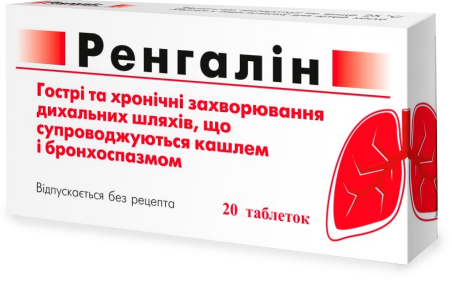 Ренгалін
Гострі та хронічні захворювання
дихальних шляхів, що
супроводжуються кашлем
і бронхоспазмом
Відпускається без рецепта
20 таблеток